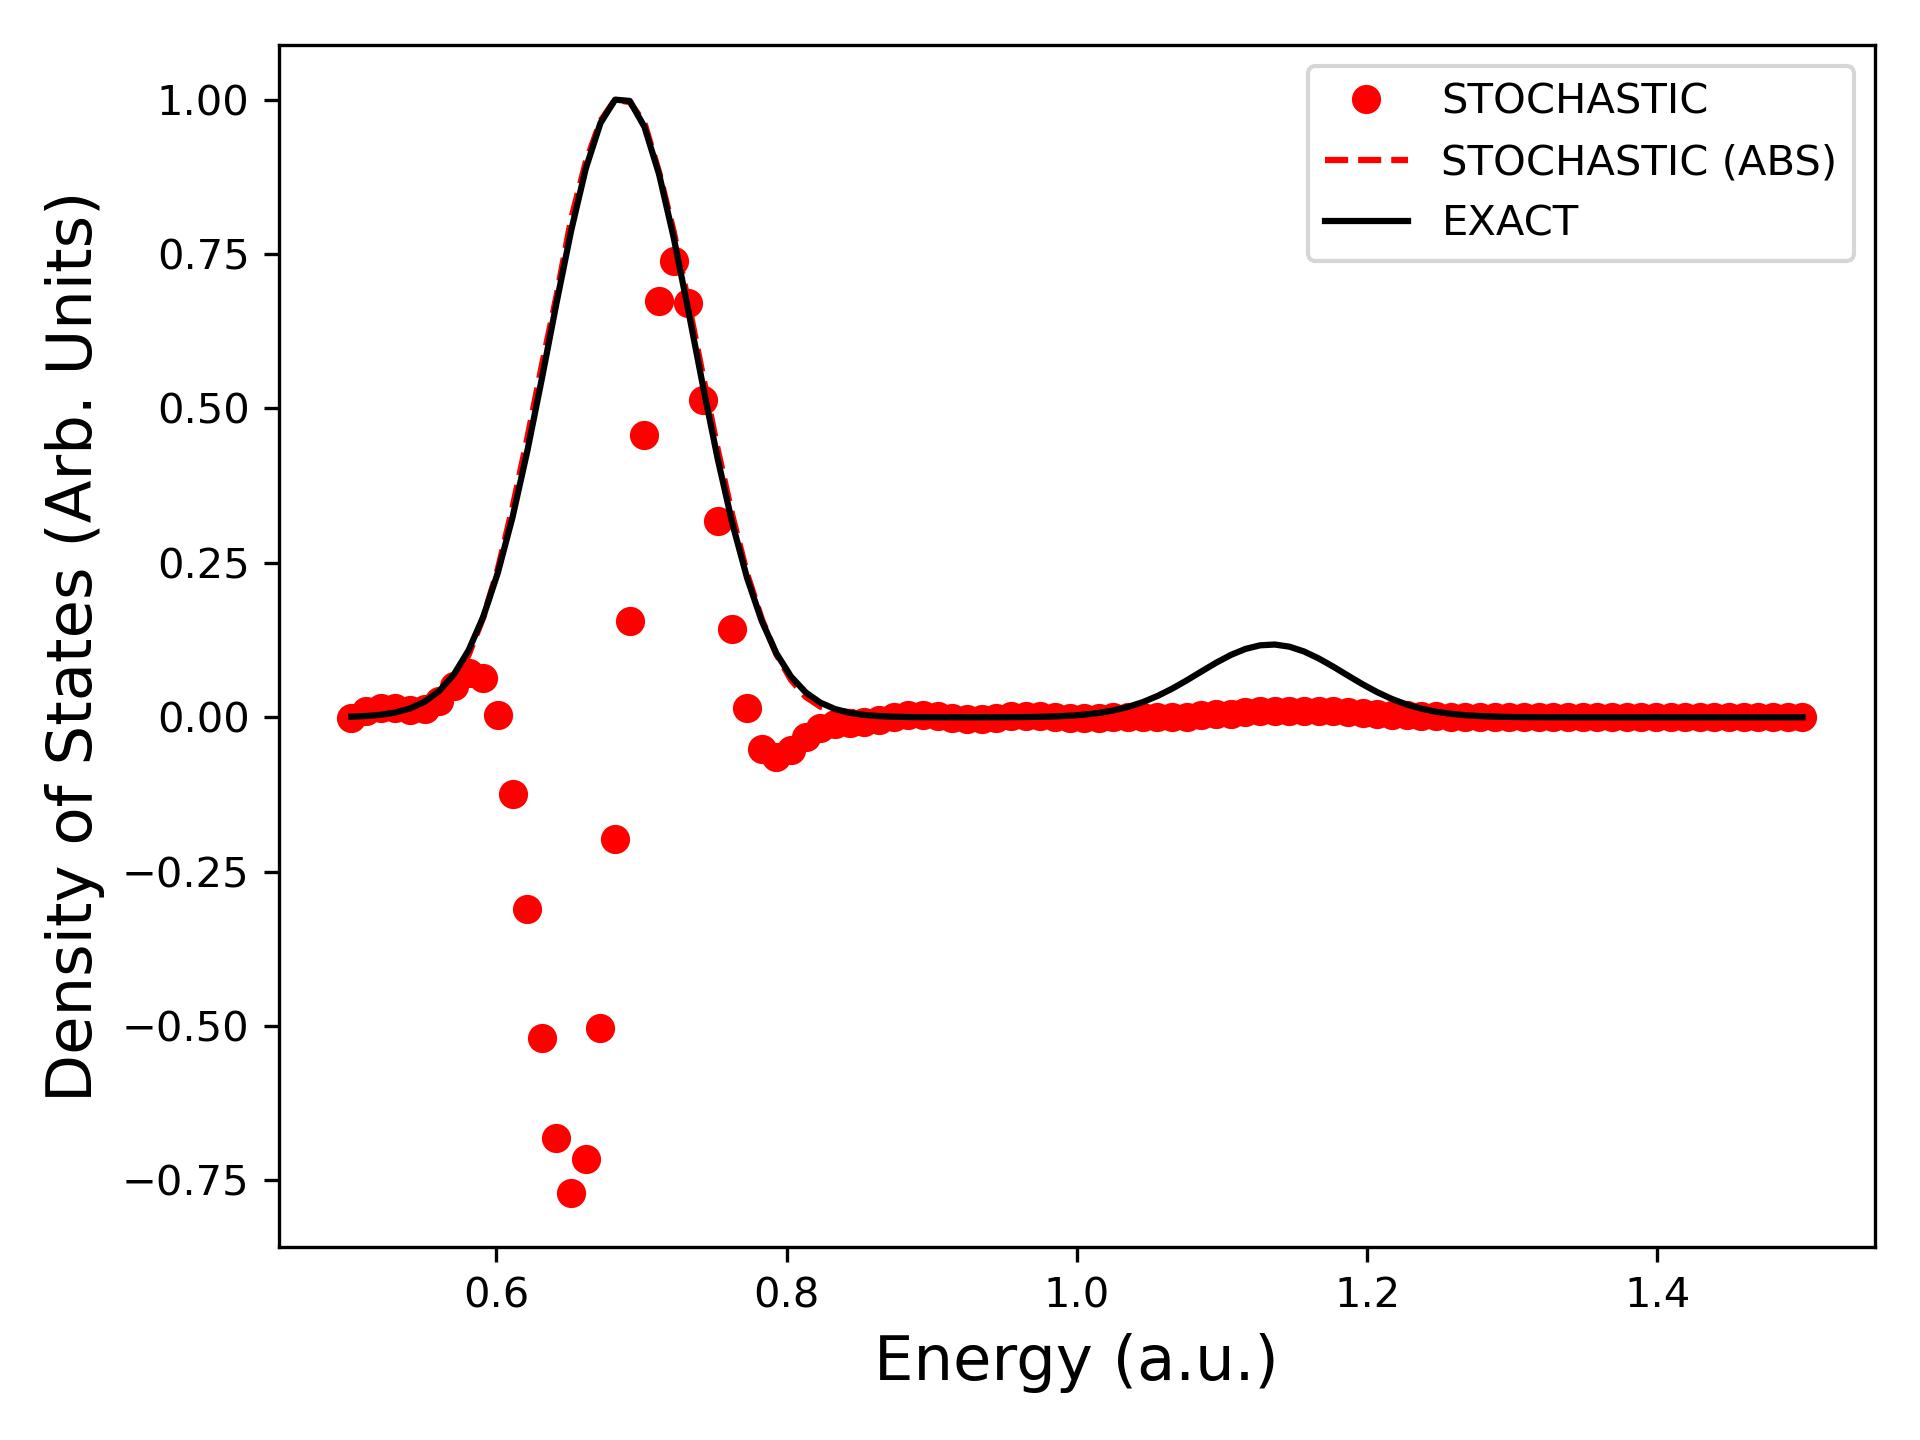 STOCHASTIC
STOCHASTIC (ABS)
EXACT
1.00
0.75
0.50
0.25
0.00
−0.25
−0.50
−0.75
Density of States (Arb. Units)
0.6 0.8 1.0 1.2 1.4
Energy (a.u.)